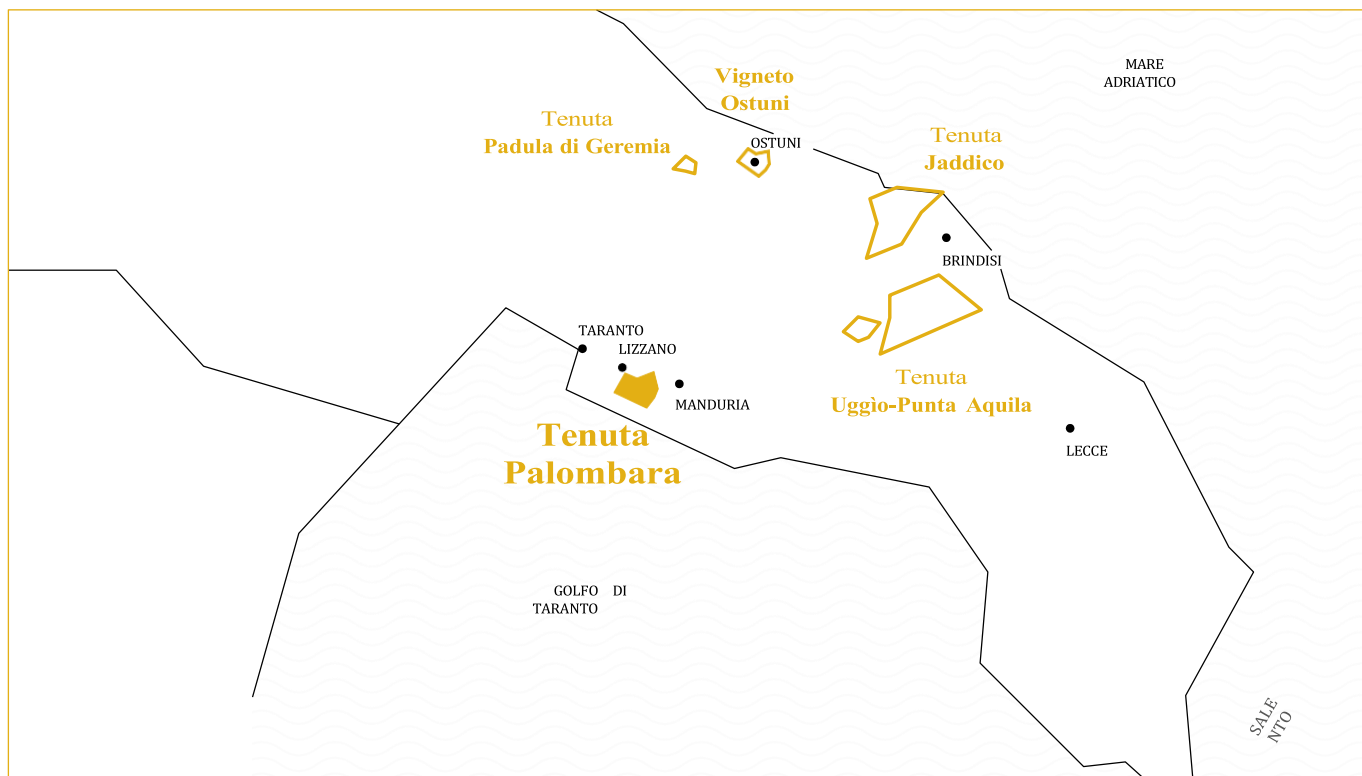 MARE
ADRIATICO
Vigneto
Ostuni
Tenuta
Padula di Geremia
OSTUNI
Tenuta
Jaddico
BRINDISI
TARANTO
LIZZANO
MANDURIA
Tenuta
Uggìo-Punta Aquila
Tenuta
Palombara
LECCE
GOLFO DI
TARANTO
SALE
NTO